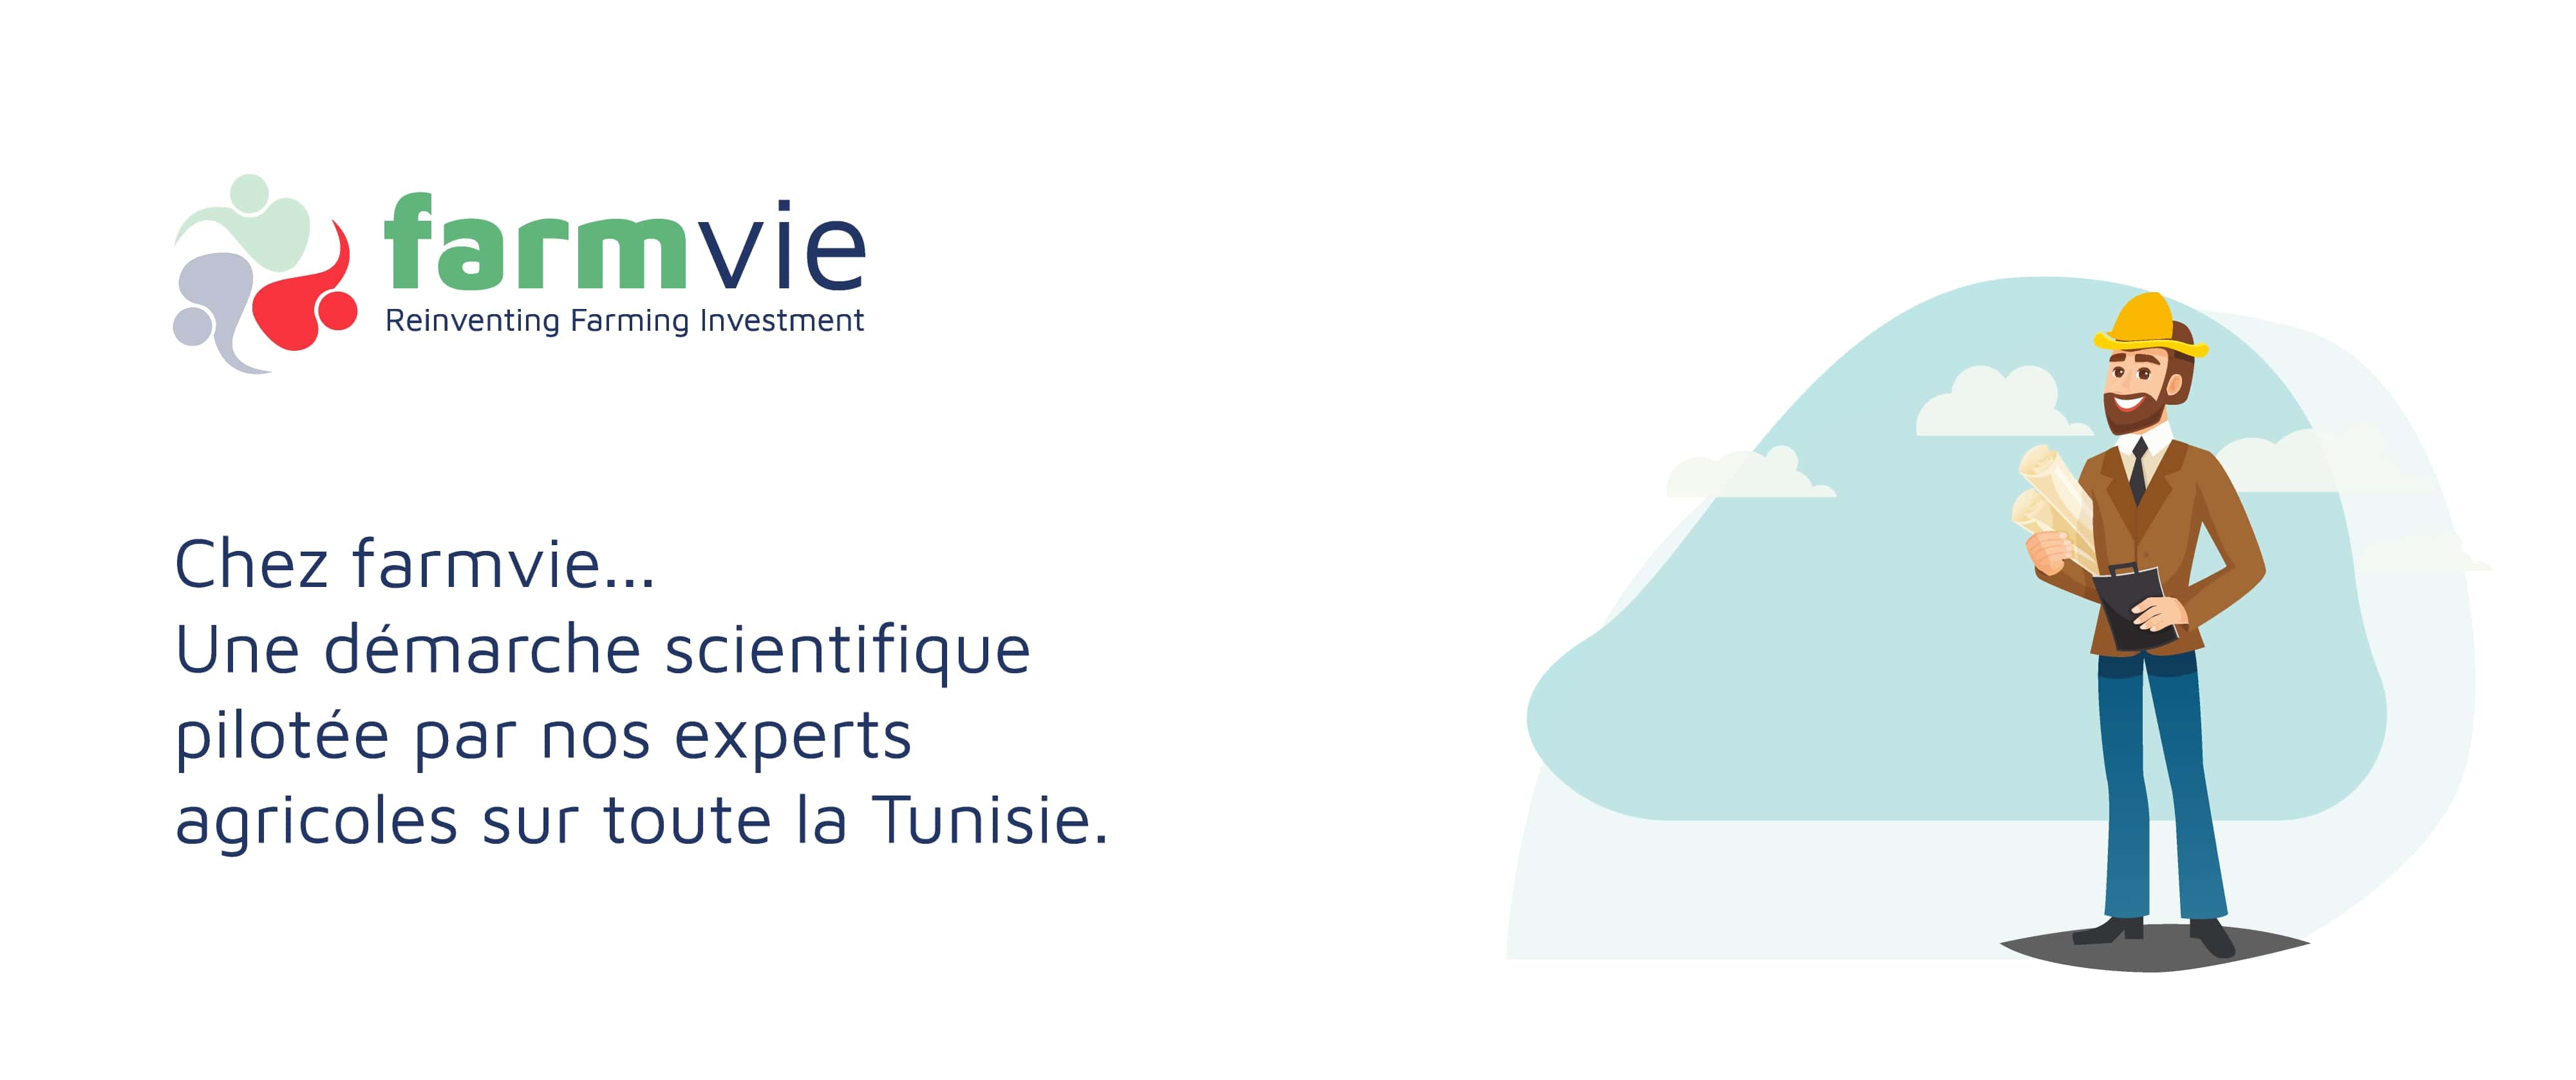 farmvie
Reinventing Farming Investment
Chez farmvie...
Une démarche scientifique
pilotée par nos experts
agricoles sur toute la Tunisie.